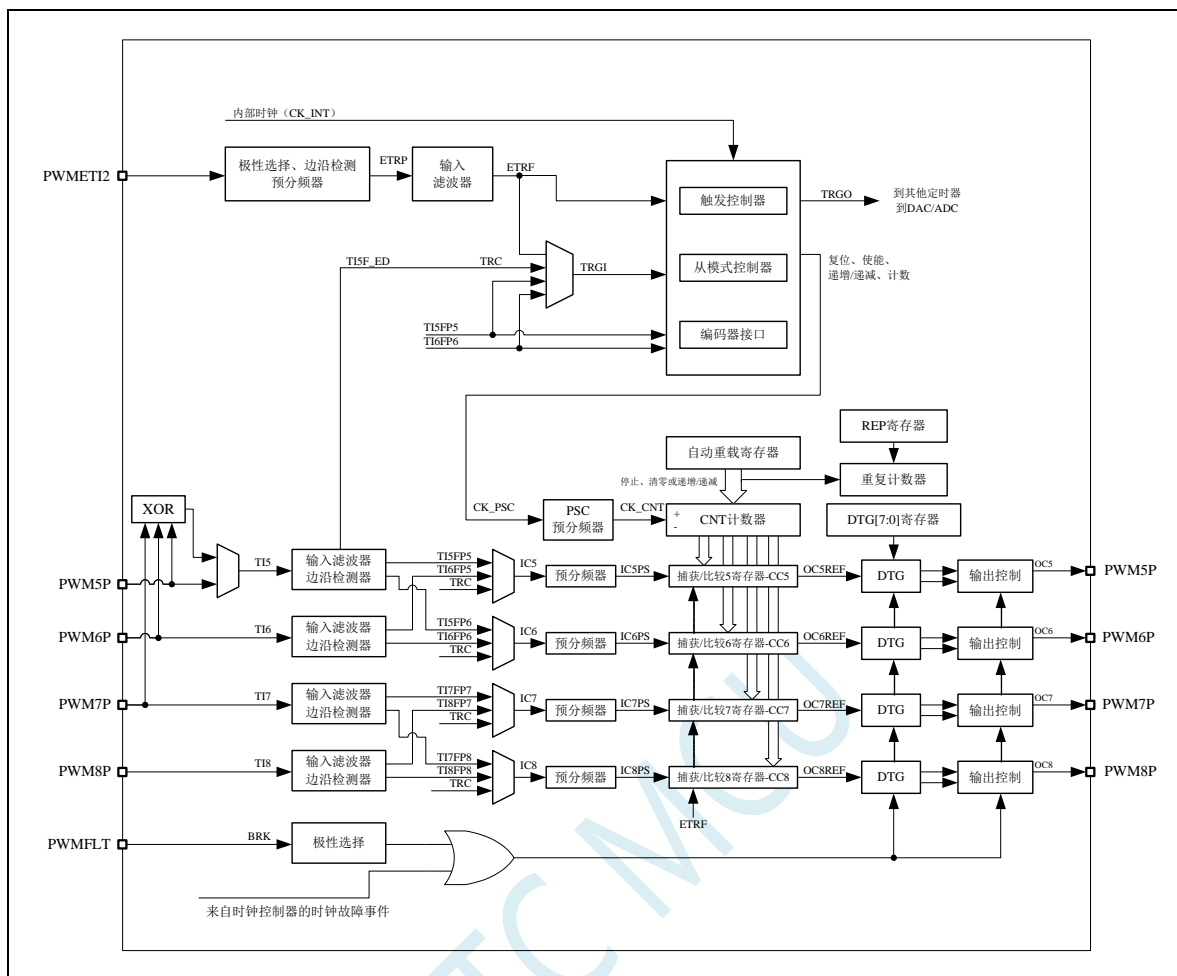 内部时钟（CK_INT）
PWMETI2
极性选择、边沿检测
预分频器
ETRP
输入
滤波器
ETRF
触发控制器
TRGO
到其他定时器
到DAC/ADC
TI5F_ED
TRC
TRGI
从模式控制器
复位、使能、
递增/递减、计数
TI5FP5
TI6FP6
编码器接口
REP寄存器
自动重载寄存器
重复计数器
停止、清零或递增/递减
XOR
CK_PSC
PSC
预分频器
CK_CNT
+
-
CNT计数器
DTG[7:0]寄存器
PWM5P
TI5
输入滤波器
边沿检测器
TI5FP5
TI6FP5
TRC
IC5
预分频器
IC5PS
捕获/比较5寄存器-CC5
OC5REF
DTG
输出控制
OC5
PWM5P
PWM6P
TI6
输入滤波器
边沿检测器
TI5FP6
TI6FP6
TRC
IC6
预分频器
IC6PS
捕获/比较6寄存器-CC6
OC6REF
DTG
输出控制
OC6
PWM6P
PWM7P
TI7
输入滤波器
边沿检测器
TI7FP7
TI8FP7
TRC
IC7
预分频器
IC7PS
捕获/比较7寄存器-CC7
OC7REF
DTG
输出控制
OC7
PWM7P
PWM8P
TI8
输入滤波器
边沿检测器
TI7FP8
TI8FP8
TRC
IC8
预分频器
IC8PS
捕获/比较8寄存器-CC8
OC8REF
DTG
输出控制
OC8
PWM8P
ETRF
PWMFLT
BRK
极性选择
来自时钟控制器的时钟故障事件
TC MCU